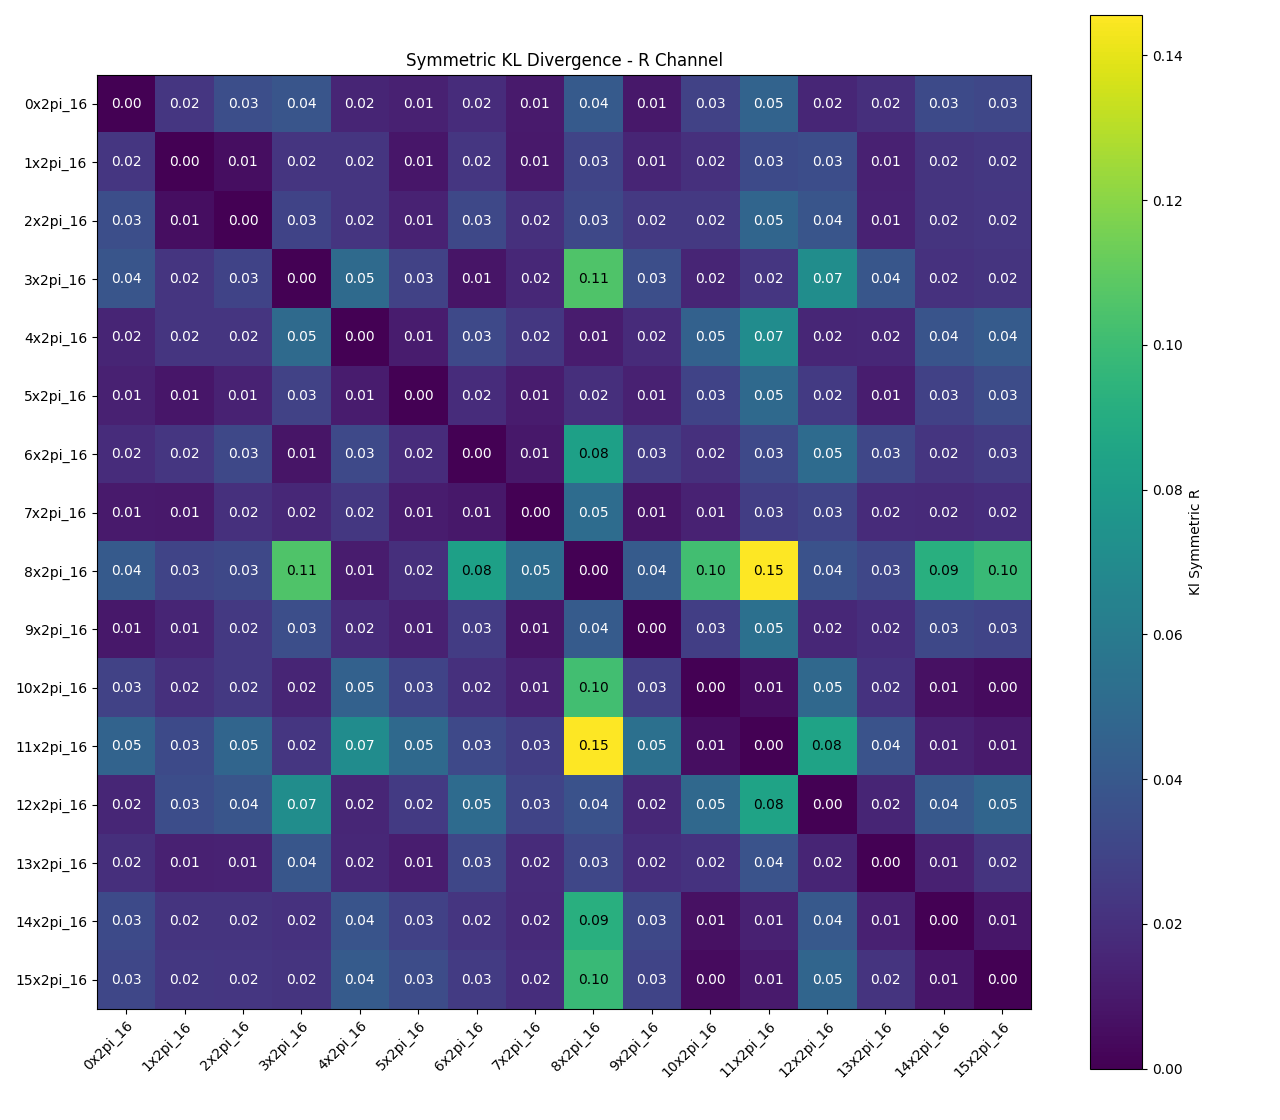 Symmetric KL Divergence - R Channel
0x2pi_16 0.00 0.02 0.03 0.04 0.02 0.01 0.02 0.01 0.04 0.01 0.03 0.05 0.02 0.02 0.03 0.03
1x2pi_16 0.02 0.00 0.01 0.02 0.02 0.01 0.02 0.01 0.03 0.01 0.02 0.03 0.03 0.01 0.02 0.02
2x2pi_16 0.03 0.01 0.00 0.03 0.02 0.01 0.03 0.02 0.03 0.02 0.02 0.05 0.04 0.01 0.02 0.02
3x2pi_16 0.04 0.02 0.03 0.00 0.05 0.03 0.01 0.02 0.11 0.03 0.02 0.02 0.07 0.04 0.02 0.02
4x2pi_16 0.02 0.02 0.02 0.05 0.00 0.01 0.03 0.02 0.01 0.02 0.05 0.07 0.02 0.02 0.04 0.04
5x2pi_16 0.01 0.01 0.01 0.03 0.01 0.00 0.02 0.01 0.02 0.01 0.03 0.05 0.02 0.01 0.03 0.03
6x2pi_16 0.02 0.02 0.03 0.01 0.03 0.02 0.00 0.01 0.08 0.03 0.02 0.03 0.05 0.03 0.02 0.03
7x2pi_16 0.01 0.01 0.02 0.02 0.02 0.01 0.01 0.00 0.05 0.01 0.01 0.03 0.03 0.02 0.02 0.02
8x2pi_16 0.04 0.03 0.03 0.11 0.01 0.02 0.08 0.05 0.00 0.04 0.10 0.15 0.04 0.03 0.09 0.10
9x2pi_16 0.01 0.01 0.02 0.03 0.02 0.01 0.03 0.01 0.04 0.00 0.03 0.05 0.02 0.02 0.03 0.03
10x2pi_16 0.03 0.02 0.02 0.02 0.05 0.03 0.02 0.01 0.10 0.03 0.00 0.01 0.05 0.02 0.01 0.00
11x2pi_16 0.05 0.03 0.05 0.02 0.07 0.05 0.03 0.03 0.15 0.05 0.01 0.00 0.08 0.04 0.01 0.01
12x2pi_16 0.02 0.03 0.04 0.07 0.02 0.02 0.05 0.03 0.04 0.02 0.05 0.08 0.00 0.02 0.04 0.05
13x2pi_16 0.02 0.01 0.01 0.04 0.02 0.01 0.03 0.02 0.03 0.02 0.02 0.04 0.02 0.00 0.01 0.02
14x2pi_16 0.03 0.02 0.02 0.02 0.04 0.03 0.02 0.02 0.09 0.03 0.01 0.01 0.04 0.01 0.00 0.01
15x2pi_16 0.03 0.02 0.02 0.02 0.04 0.03 0.03 0.02 0.10 0.03 0.00 0.01 0.05 0.02 0.01 0.00
0x2pi_16 1x2pi_16 2x2pi_16 3x2pi_16 4x2pi_16 5x2pi_16 6x2pi_16 7x2pi_16 8x2pi_16 9x2pi_16 10x2pi_16 11x2pi_16 12x2pi_16 13x2pi_16 14x2pi_16 15x2pi_16
0.14
0.12
0.10
0.08
0.06
0.04
0.02
0.00
Kl Symmetric R